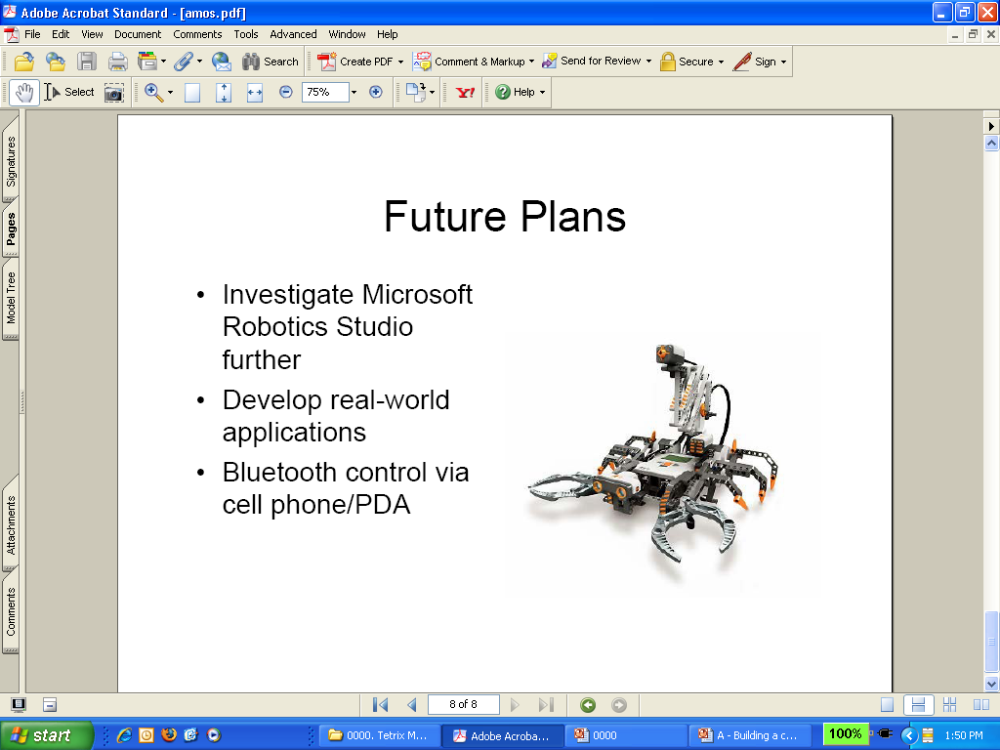 Adobe Acrobat Standard - [amos.pdf]
File Edit View Document Comments Tools Advanced Window Help
Search Create PDF Comment & Markup Send for Review Secure Sign
Select 75% Y! Help
Signatures
Pages
Model Tree
Attachments
Comments
Future Plans
• Investigate Microsoft
Robotics Studio
further
• Develop real-world
applications
• Bluetooth control via
cell phone/PDA
8 of 8
start 0000. Tetrix M... Adobe Acroba... 0000 A - Building a c... 100% 1:50 PM